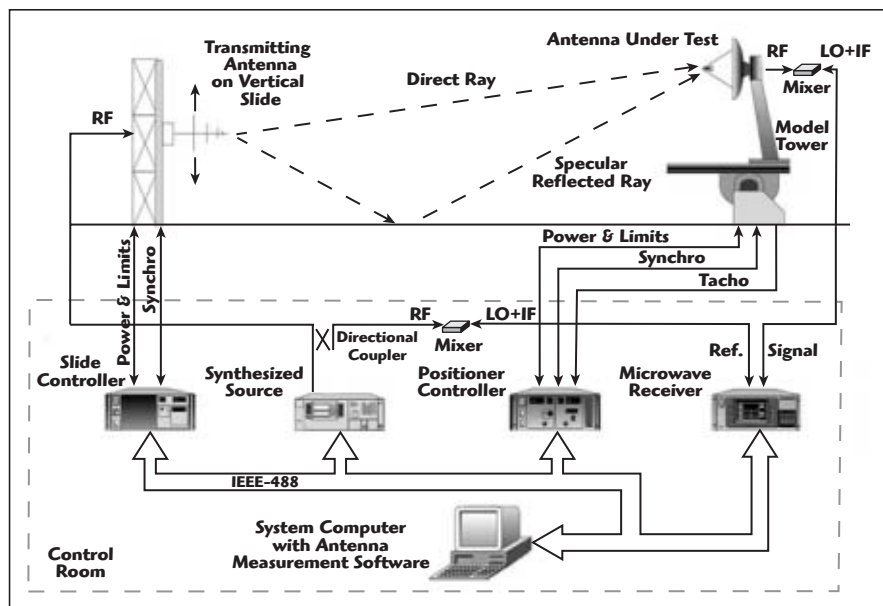 Transmitting
Antenna
on Vertical
Slide
Antenna Under Test
RF
LO+IF
Mixer
Direct Ray
RF
Model
Tower
Specular
Reflected Ray
Power & Limits
Synchro
Power & Limits
Synchro
Tacho
RF
LO+IF
Directional
Coupler
Mixer
Ref.
Signal
Slide
Controller
Synthesized
Source
Positioner
Controller
Microwave
Receiver
IEEE-488
System Computer
with Antenna
Measurement Software
Control
Room